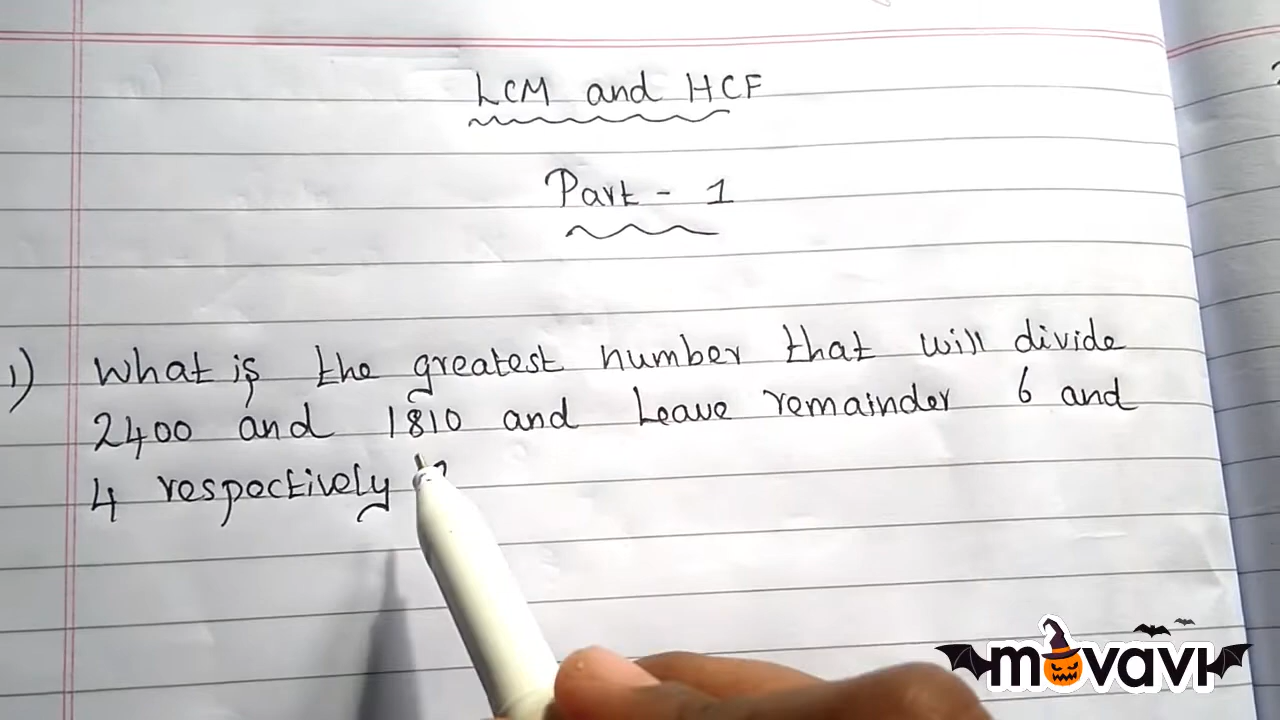 LCM and HCF
Part - 1
1) What is the greatest number that will divide
2400 and 1810 and Leave remainder 6 and
4 respectively ?
movavi